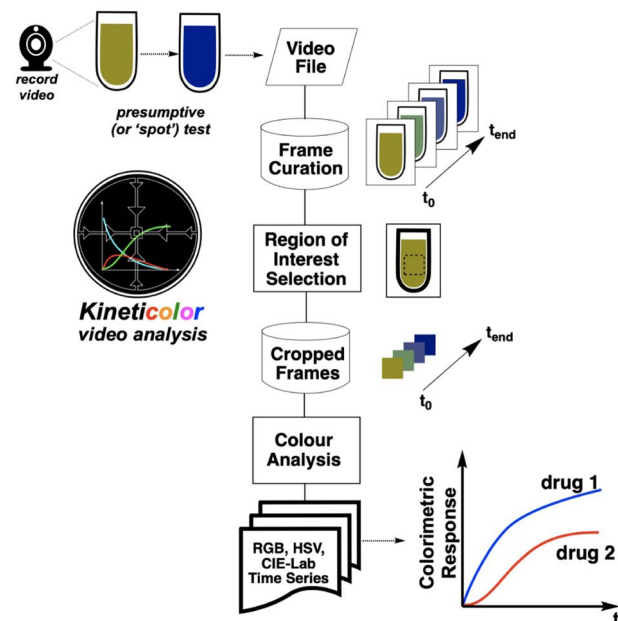 record
video
presumptive
(or ‘spot’) test
Video
File
Frame
Curation
t0
tend
Kineticolor
video analysis
Region of
Interest
Selection
Cropped
Frames
t0
tend
Colour
Analysis
RGB, HSV,
CIE-Lab
Time Series
Colorimetric
Response
drug 1
drug 2
t